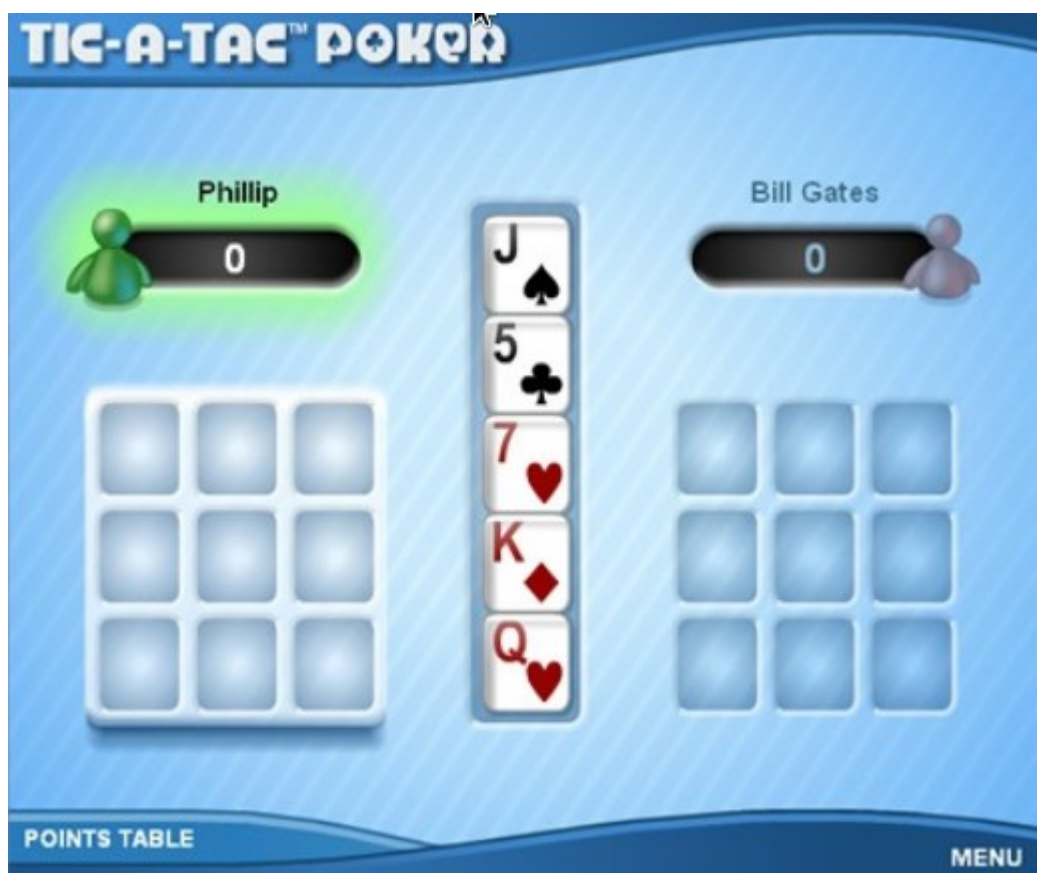 TIC-A-TAC™ POKER
Phillip
0
Bill Gates
0
J
5
7
K
Q
POINTS TABLE
MENU